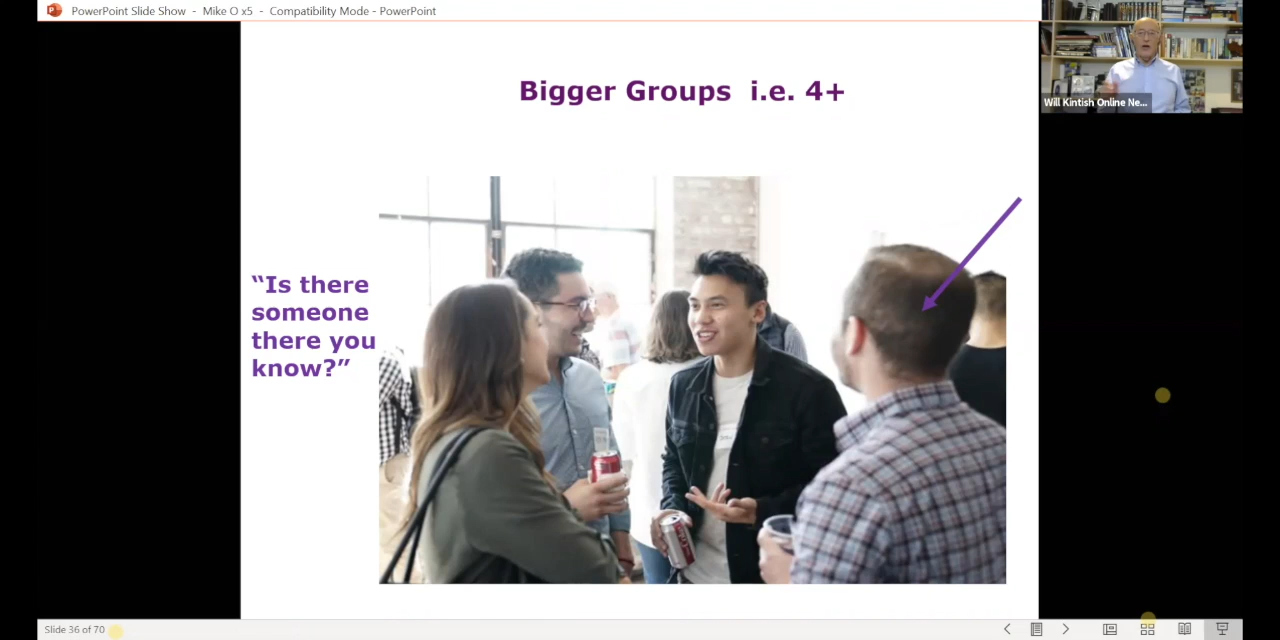 PowerPoint Slide Show - Mike O x5 - Compatibility Mode - PowerPoint
Bigger Groups i.e. 4+
Will Kintish Online Ne...
“Is there
someone
there you
know?”
Slide 36 of 70